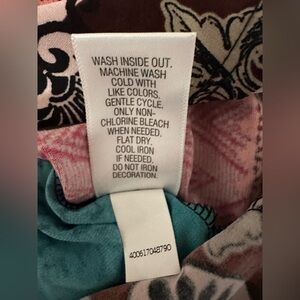 WASH INSIDE OUT.
MACHINE WASH
COLD WITH
LIKE COLORS.
GENTLE CYCLE,
ONLY NON-
CHLORINE BLEACH
WHEN NEEDED.
FLAT DRY.
COOL IRON
IF NEEDED.
DO NOT IRON
DECORATION.
400617048790